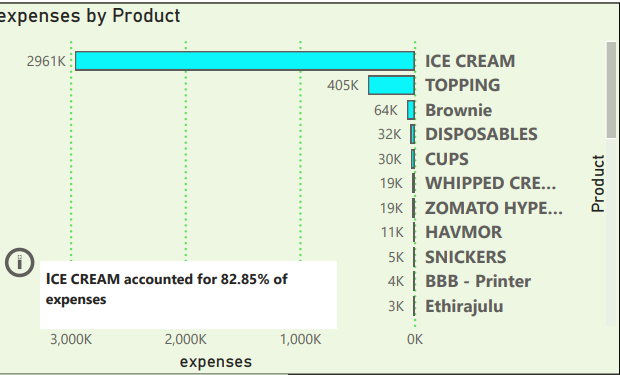 expenses by Product
2961K ICE CREAM
405K TOPPING
64K Brownie
32K DISPOSABLES
30K CUPS
19K WHIPPED CRE...
19K ZOMATO HYPE...
11K HAVMOR
5K SNICKERS
4K BBB - Printer
3K Ethirajulu
Product
ICE CREAM accounted for 82.85% of
expenses
3,000K 2,000K 1,000K 0K
expenses